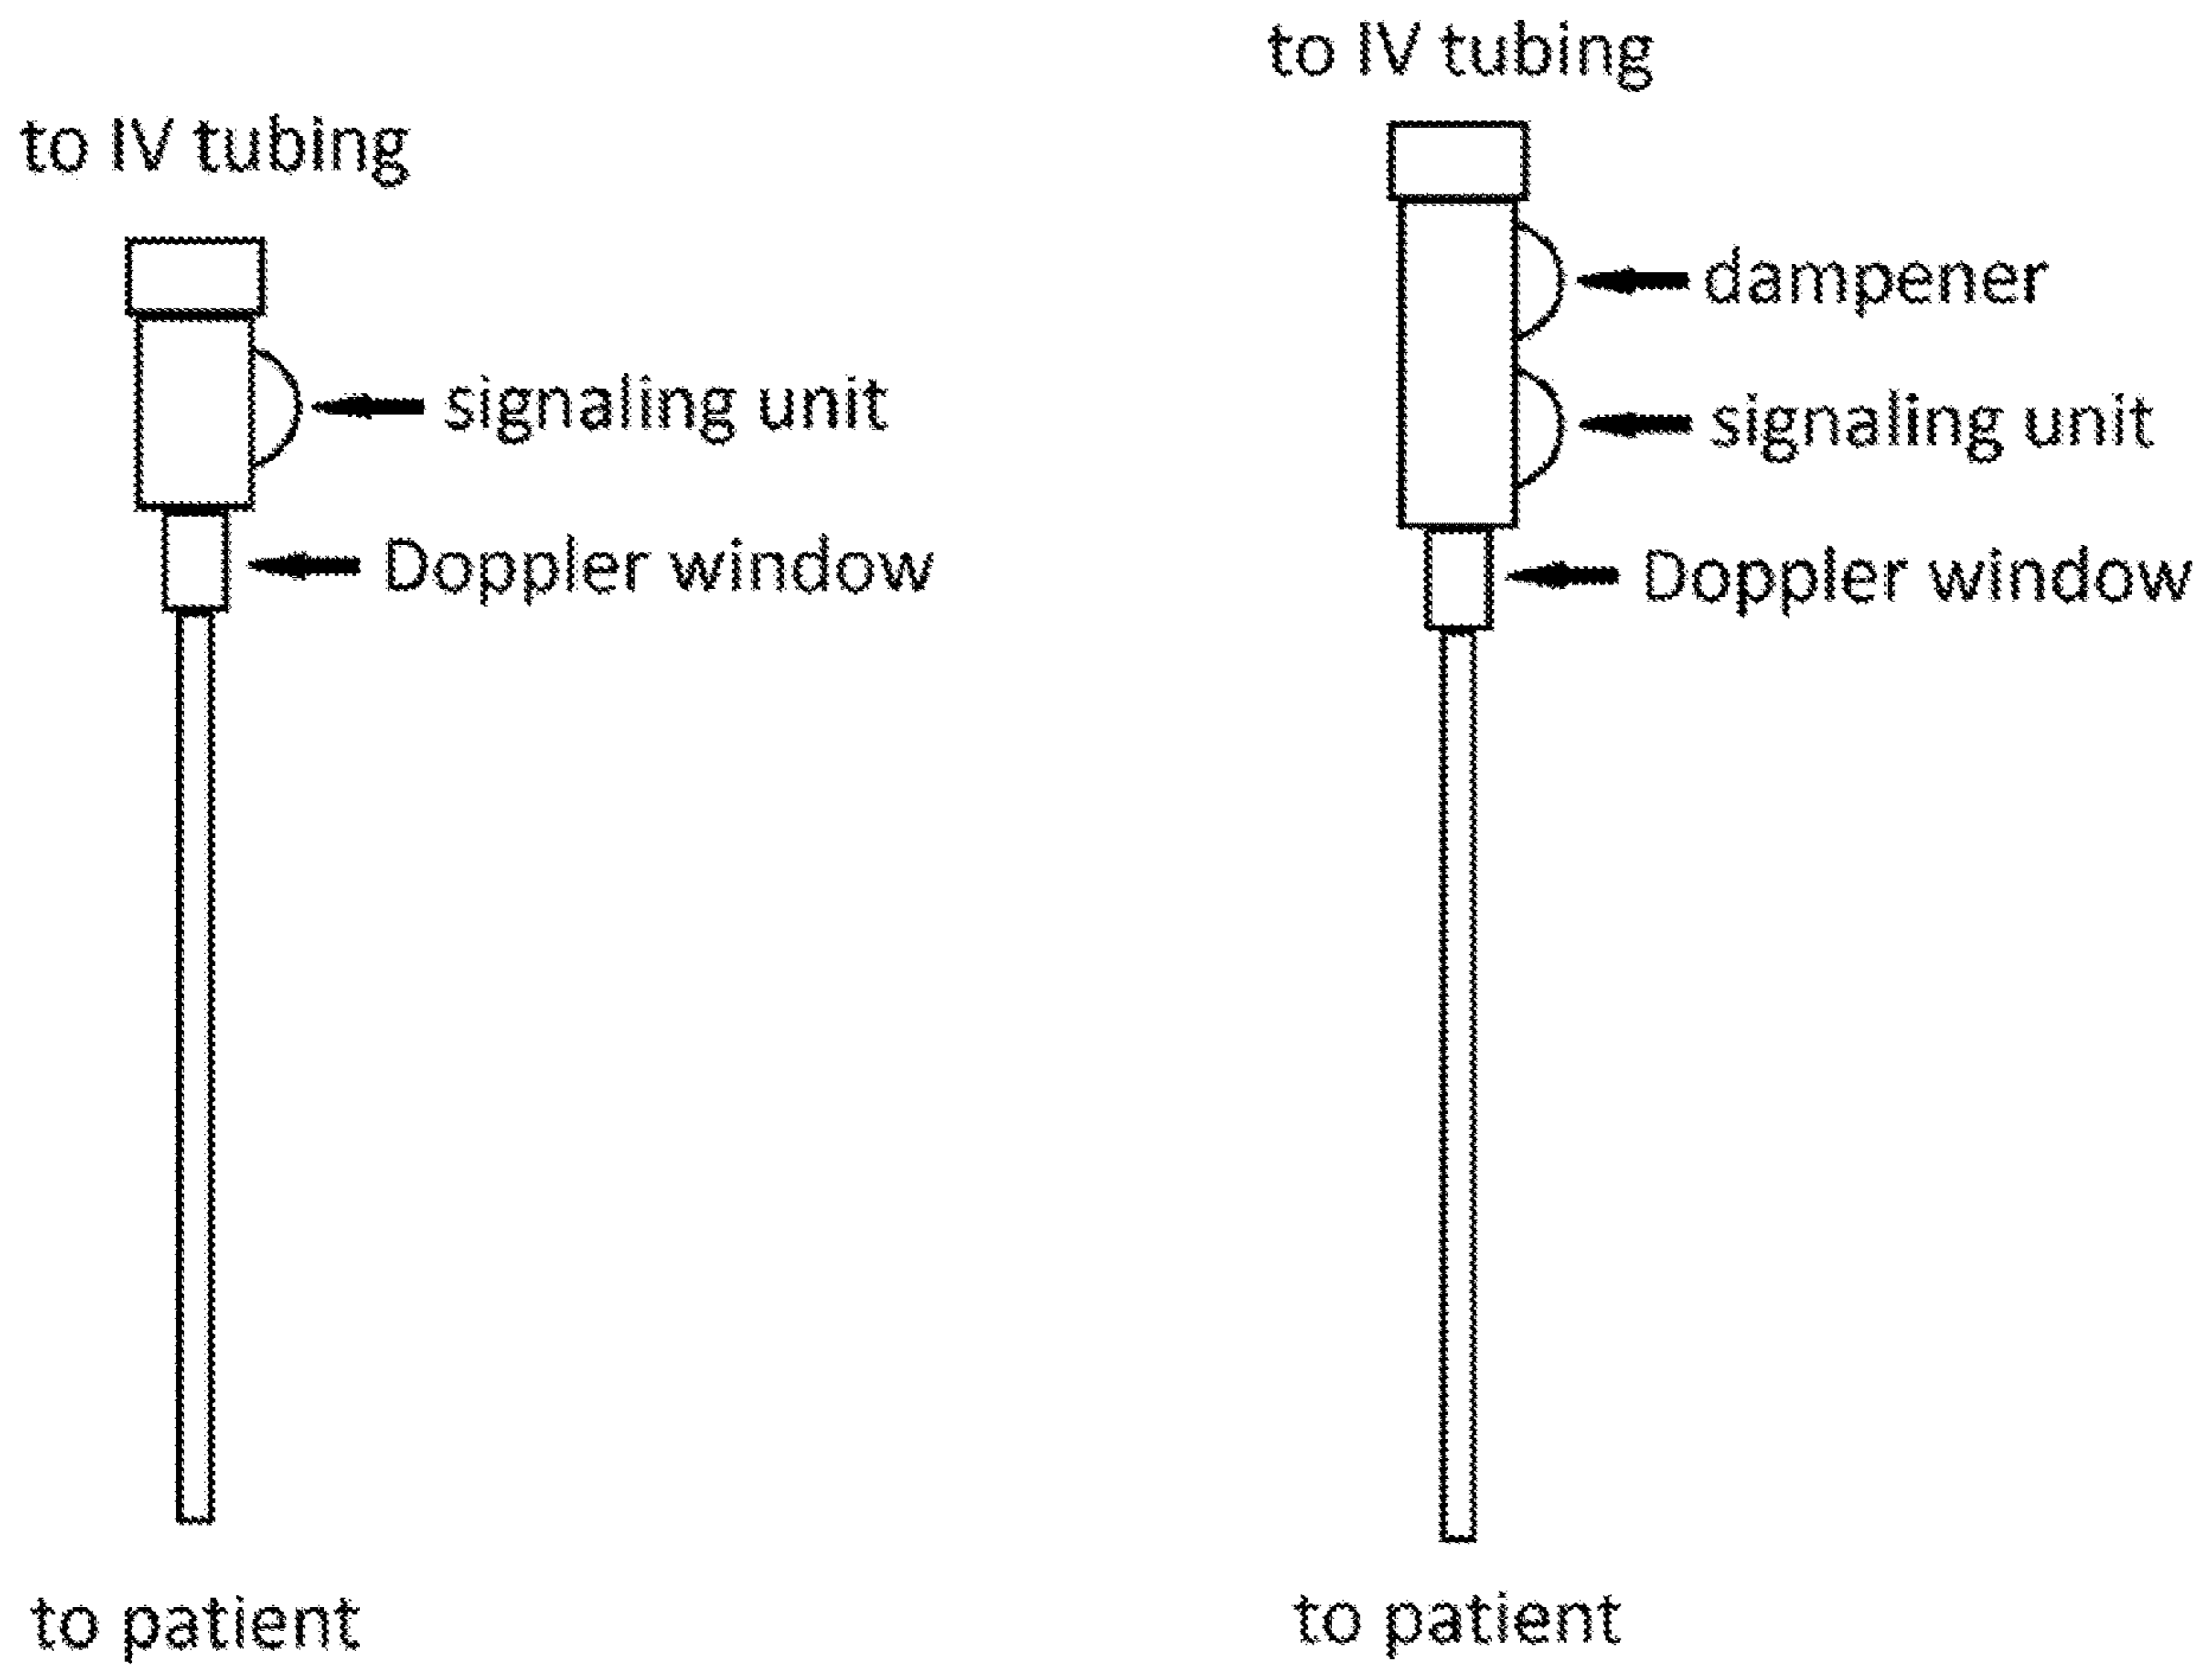 to IV tubing
signaling unit
Doppler window
to patient
to IV tubing
dampener
signaling unit
Doppler window
to patient